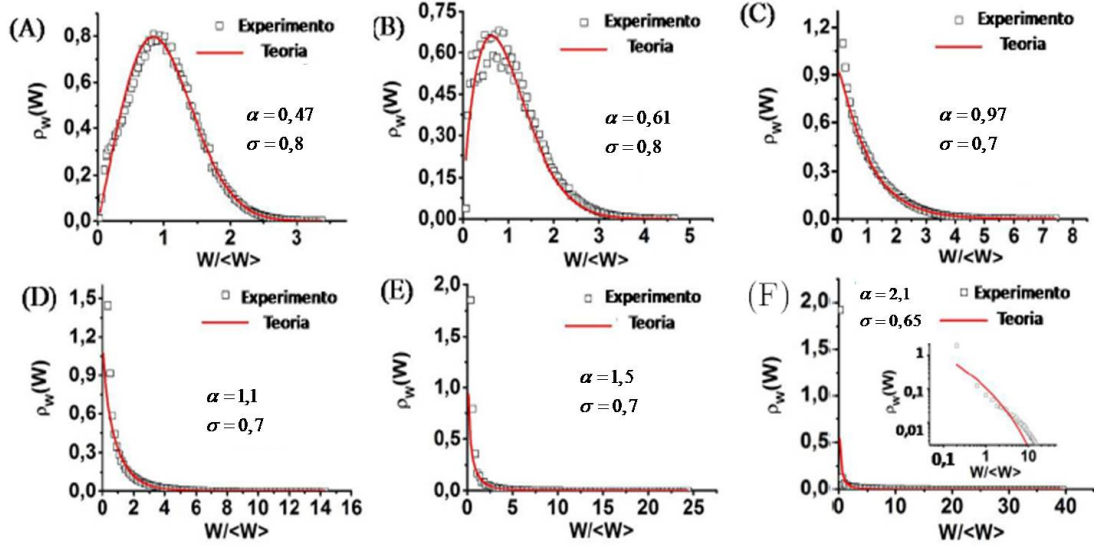 (A)
Experimento
Teoria
α = 0,47
σ = 0,8
ρw(W)
0,8
0,6
0,4
0,2
0,0
0 1 2 3
W/<W>
(B)
Experimento
Teoria
α = 0,61
σ = 0,8
ρw(W)
0,75
0,60
0,45
0,30
0,15
0,00
0 1 2 3 4 5
W/<W>
(C)
Experimento
Teoria
α = 0,97
σ = 0,7
ρw(W)
1,2
0,9
0,6
0,3
0,0
0 1 2 3 4 5 6 7 8
W/<W>
(D)
Experimento
Teoria
α = 1,1
σ = 0,7
ρw(W)
1,5
1,2
0,9
0,6
0,3
0,0
0 2 4 6 8 10 12 14 16
W/<W>
(E)
Experimento
Teoria
α = 1,5
σ = 0,7
ρw(W)
2,0
1,5
1,0
0,5
0,0
0 5 10 15 20 25
W/<W>
(F)
α = 2,1
σ = 0,65
Experimento
Teoria
ρw(W)
2,0
1,5
1,0
0,5
0,0
0 10 20 30 40
W/<W>
ρw(W)
1
0,1
0,01
0,1 1 10
W/<W>